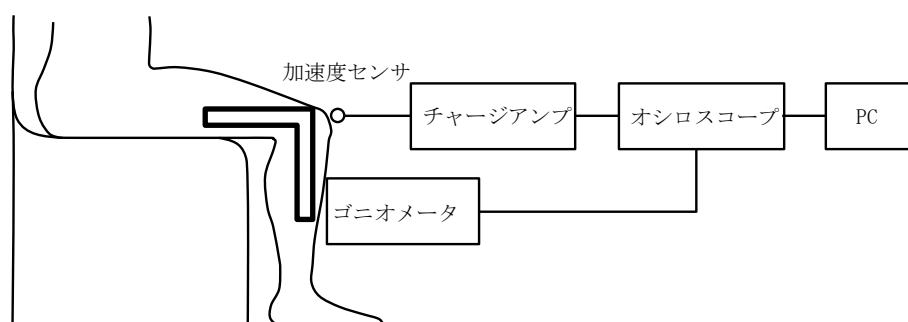 加速度センサ
チャージアンプ
オシロスコープ
PC
ゴニオメータ